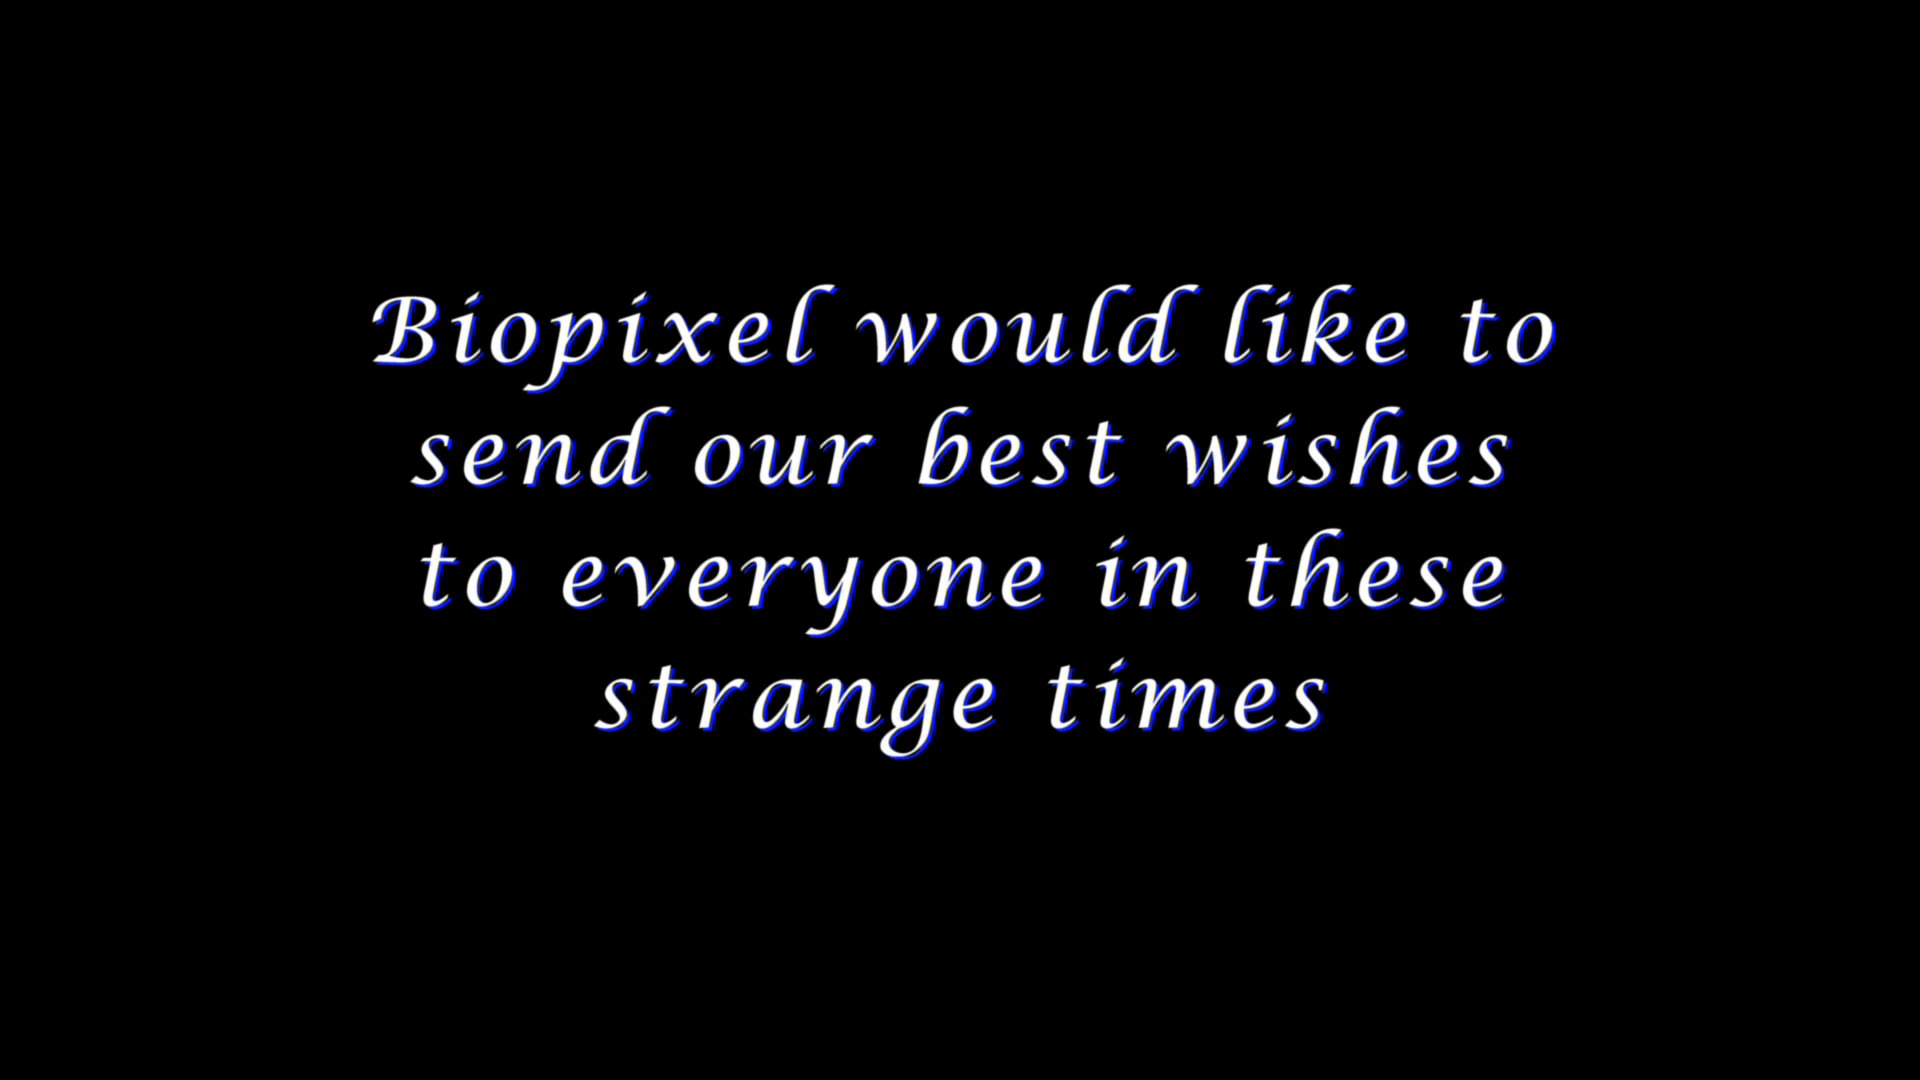 Biopixel would like to
send our best wishes
to everyone in these
strange times